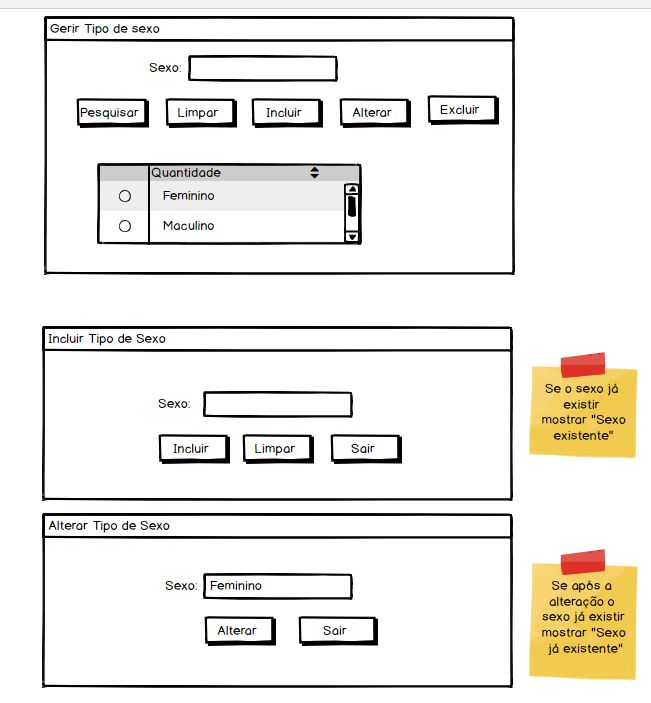 Gerir Tipo de sexo
Sexo:
Pesquisar Limpar Incluir Alterar Excluir
Quantidade
Feminino
Maculino
Incluir Tipo de Sexo
Sexo:
Incluir Limpar Sair
Se o sexo já
existir
mostrar "Sexo
existente"
Alterar Tipo de Sexo
Sexo: Feminino
Alterar Sair
Se após a
alteração o
sexo já existir
mostrar "Sexo
já existente"